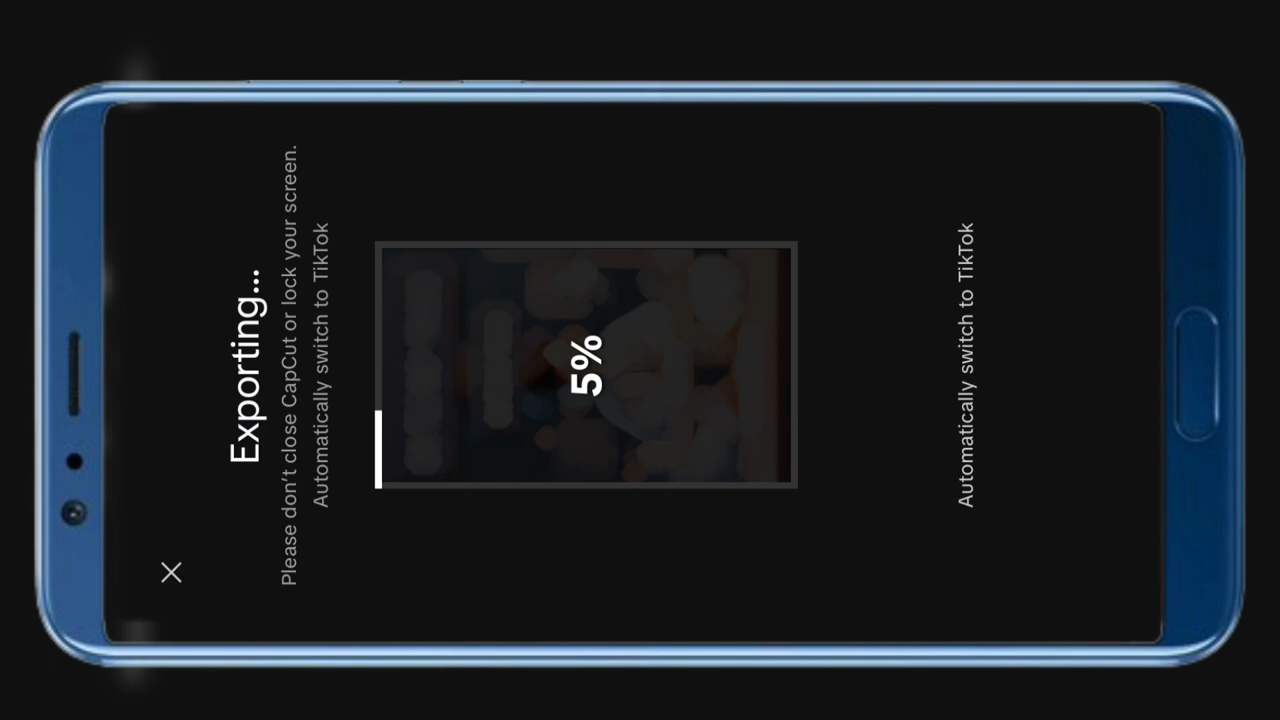 Exporting...
Please don't close CapCut or lock your screen.
Automatically switch to TikTok
5%
Automatically switch to TikTok